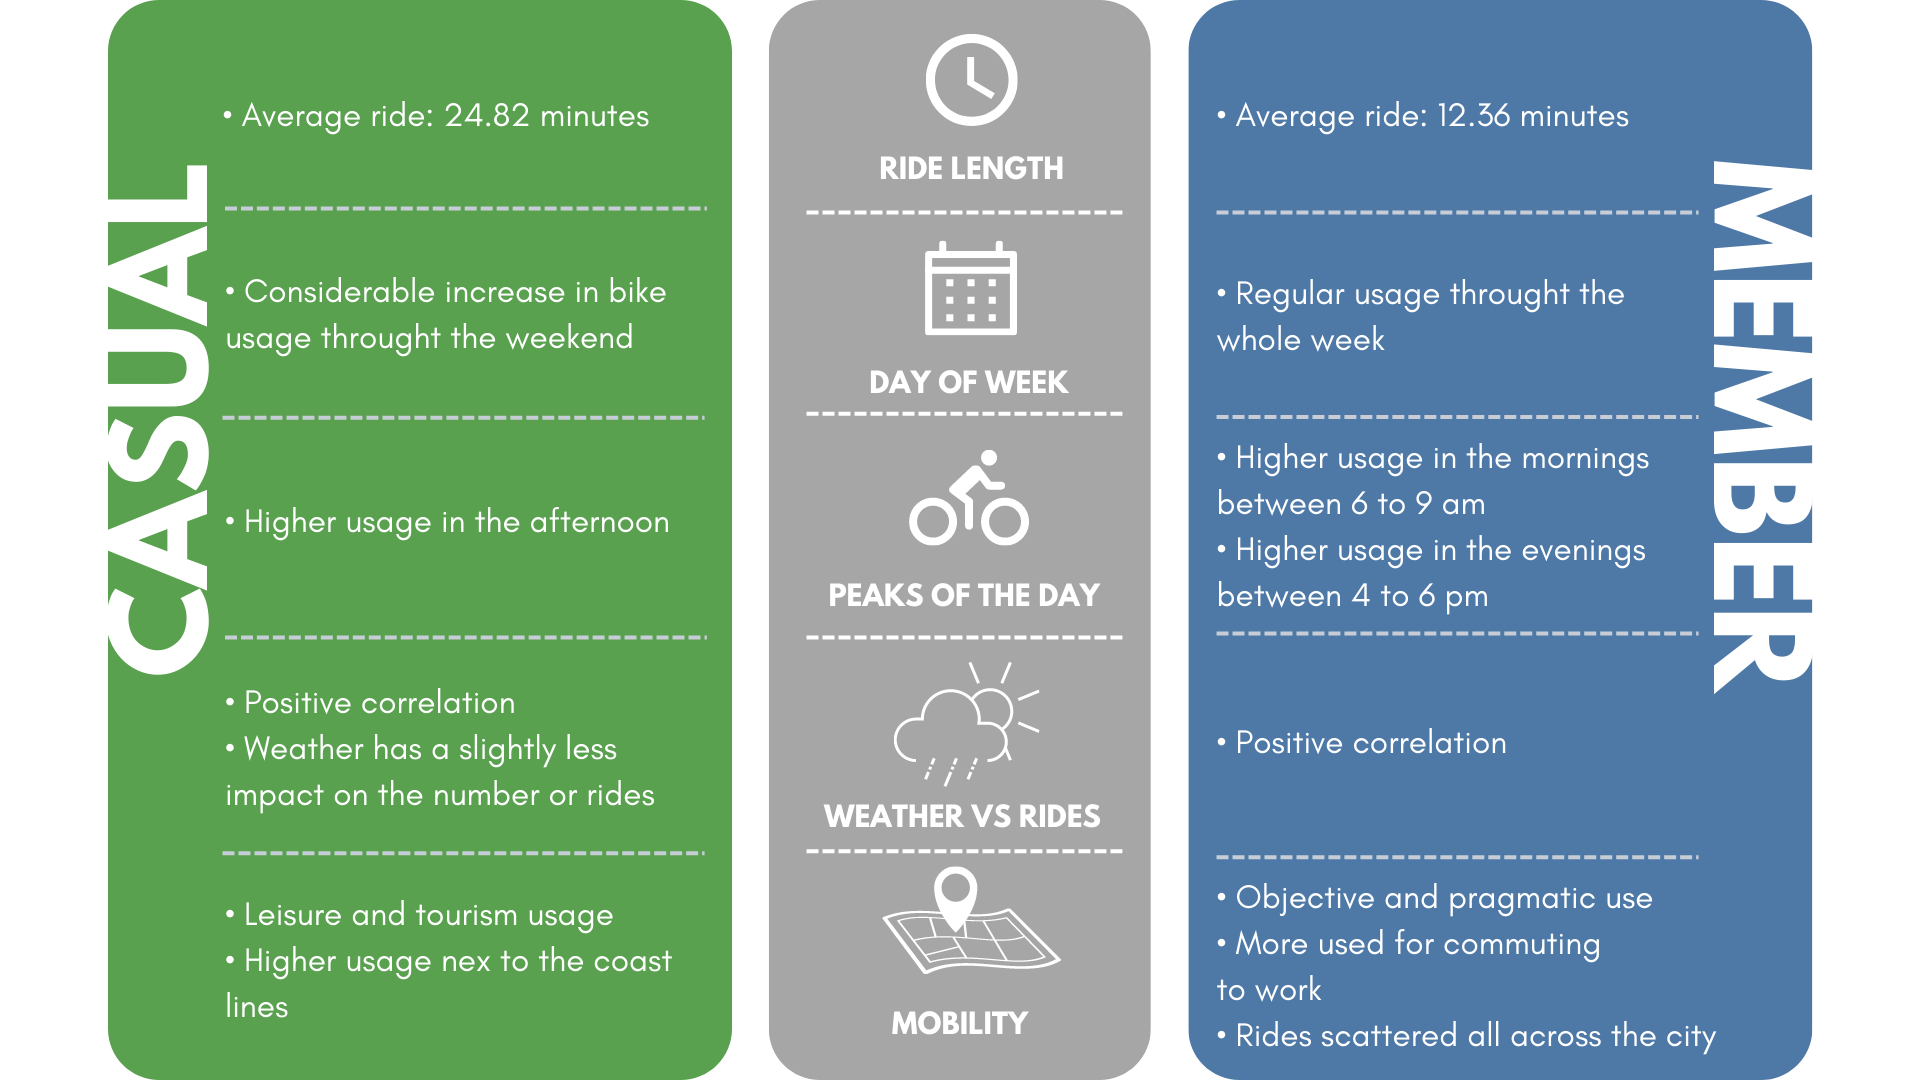 CASUAL
• Average ride: 24.82 minutes
• Considerable increase in bike
usage throught the weekend
• Higher usage in the afternoon
• Positive correlation
• Weather has a slightly less
impact on the number or rides
• Leisure and tourism usage
• Higher usage nex to the coast
lines
RIDE LENGTH
DAY OF WEEK
PEAKS OF THE DAY
WEATHER VS RIDES
MOBILITY
• Average ride: 12.36 minutes
• Regular usage throught the
whole week
• Higher usage in the mornings
between 6 to 9 am
• Higher usage in the evenings
between 4 to 6 pm
• Positive correlation
• Objective and pragmatic use
• More used for commuting
to work
• Rides scattered all across the city
MEMBER